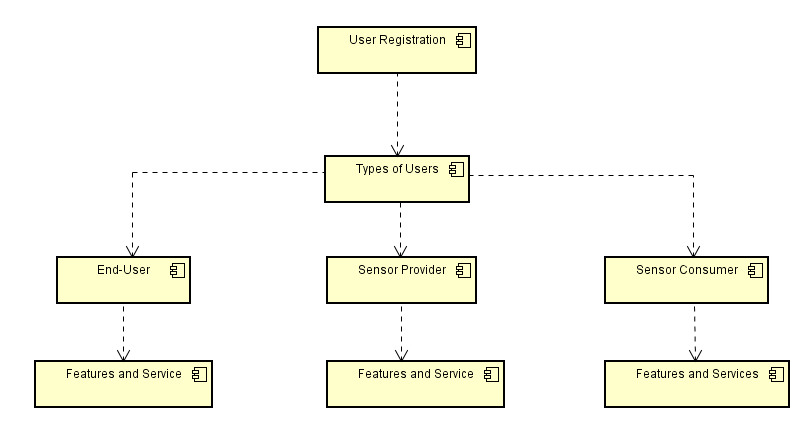 User Registration
Types of Users
End-User
Sensor Provider
Sensor Consumer
Features and Service
Features and Service
Features and Services